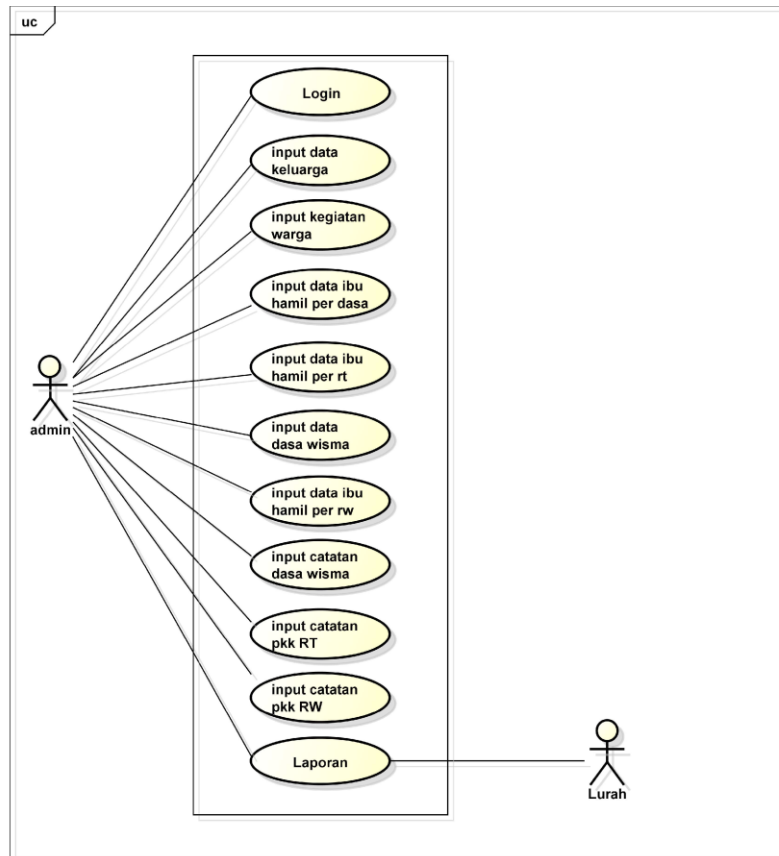 uc
Login
input data
keluarga
input kegiatan
warga
input data ibu
hamil per dasa
input data ibu
hamil per rt
admin
input data
dasa wisma
input data ibu
hamil per rw
input catatan
dasa wisma
input catatan
pkk RT
input catatan
pkk RW
Laporan
Lurah